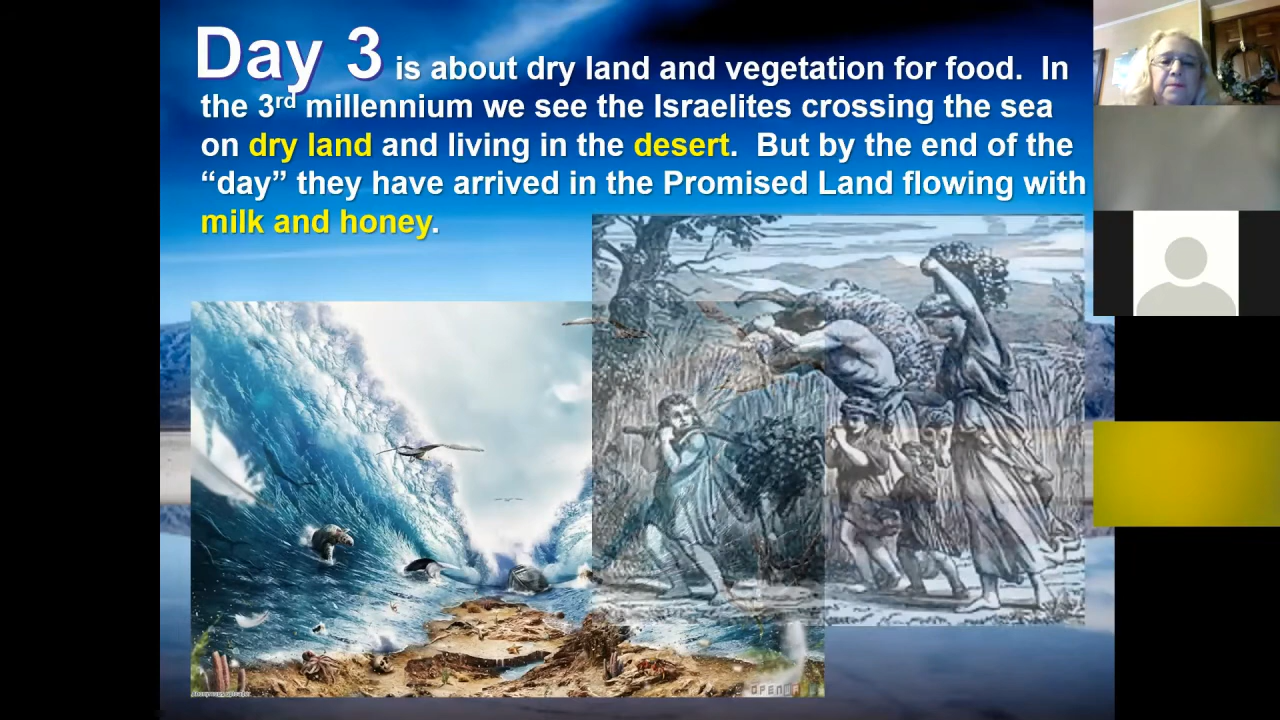 Day 3 is about dry land and vegetation for food. In
the 3rd millennium we see the Israelites crossing the sea
on dry land and living in the desert. But by the end of the
“day” they have arrived in the Promised Land flowing with
milk and honey.